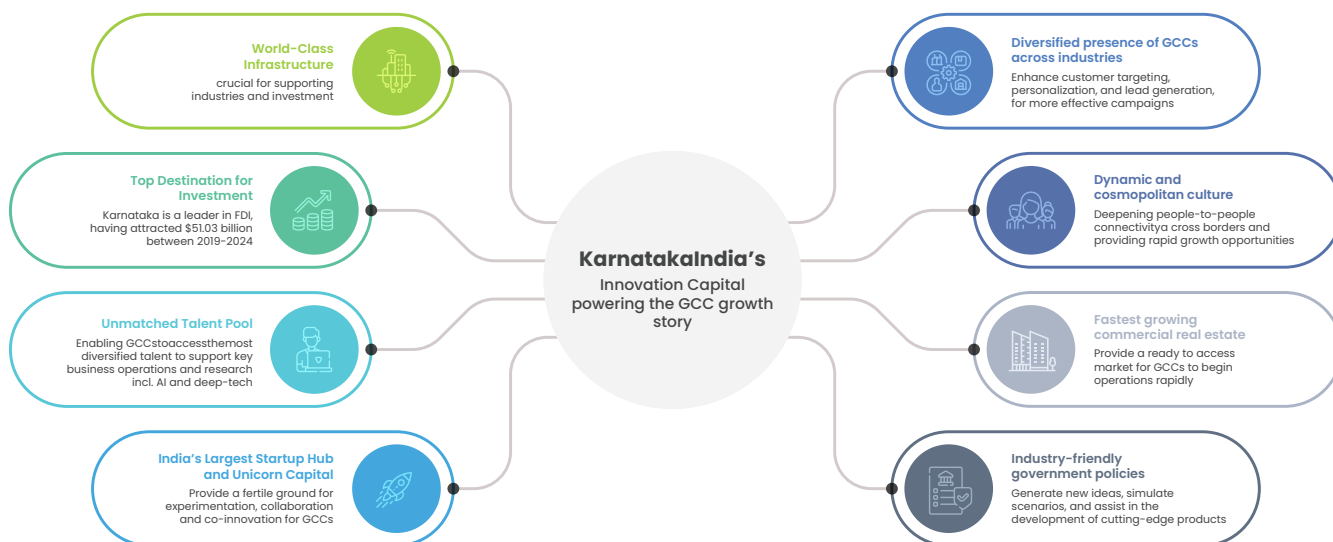 World-Class
Infrastructure
crucial for supporting
industries and investment
Top Destination for
Investment
Karnataka is a leader in FDI,
having attracted $51.03 billion
between 2019-2024
Unmatched Talent Pool
Enabling GCCstoaccessthemost
diversified talent to support key
business operations and research
incl. AI and deep-tech
India's Largest Startup Hub
and Unicorn Capital
Provide a fertile ground for
experimentation, collaboration
and co-innovation for GCCs
KarnatakaIndia's
Innovation Capital
powering the GCC growth
story
Diversified presence of GCCs
across industries
Enhance customer targeting,
personalization, and lead generation,
for more effective campaigns
Dynamic and
cosmopolitan culture
Deepening people-to-people
connectivitya cross borders and
providing rapid growth opportunities
Fastest growing
commercial real estate
Provide a ready to access
market for GCCs to begin
operations rapidly
Industry-friendly
government policies
Generate new ideas, simulate
scenarios, and assist in the
development of cutting-edge products